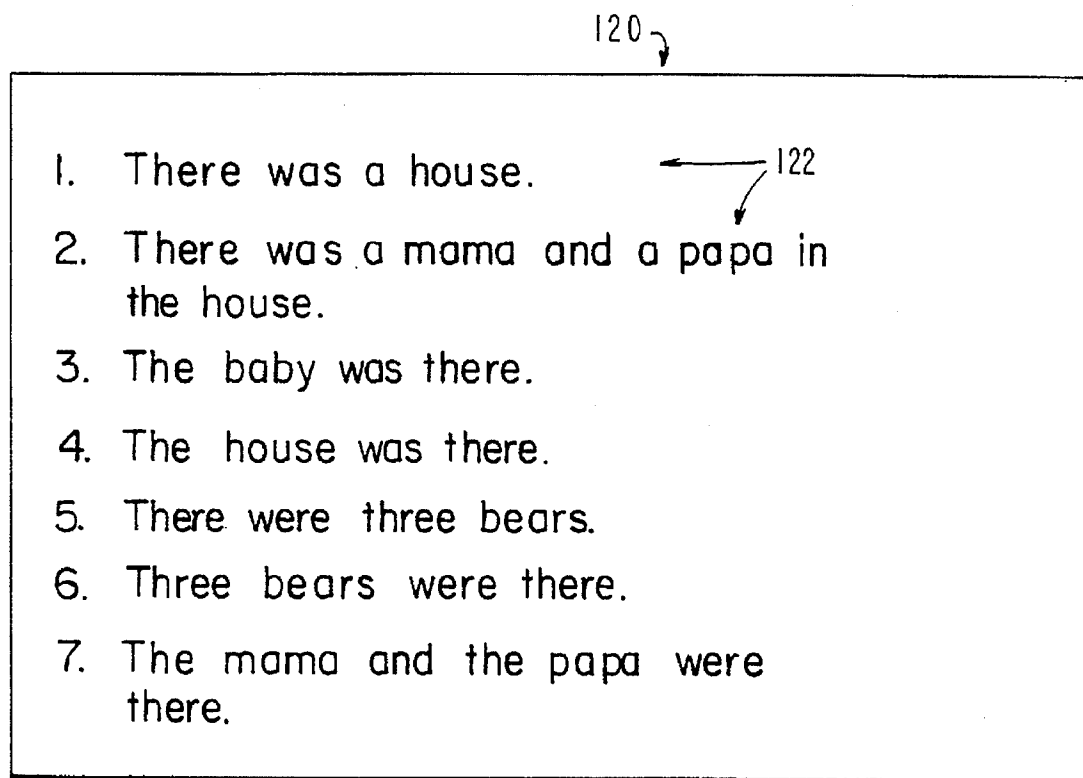 120
1. There was a house.
122
2. There was a mama and a papa in
the house.
3. The baby was there.
4. The house was there.
5. There were three bears.
6. Three bears were there.
7. The mama and the papa were
there.